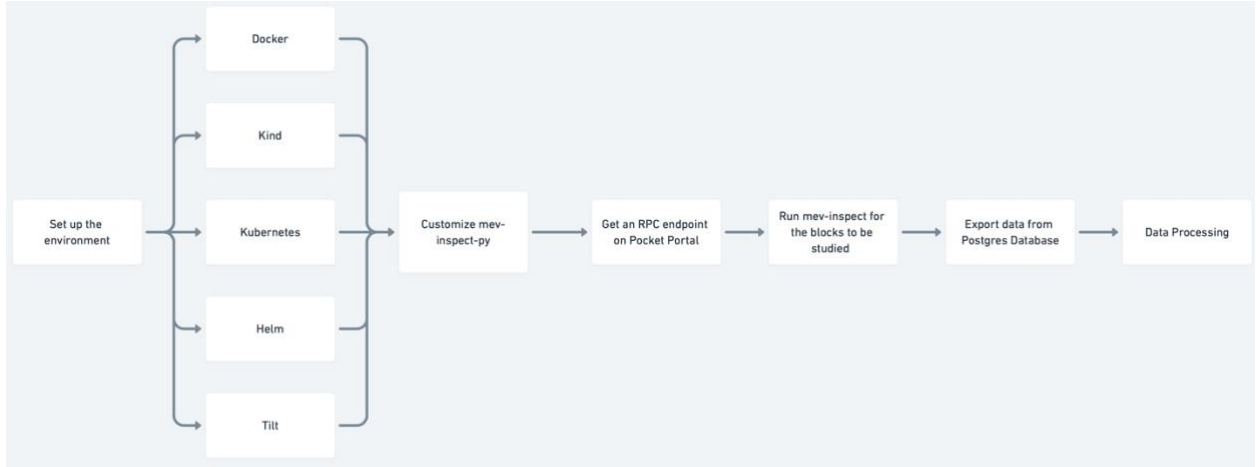 Set up the
environment
Docker
Kind
Kubernetes
Helm
Tilt
Customize mev-
inspect-py
Get an RPC endpoint
on Pocket Portal
Run mev-inspect for
the blocks to be
studied
Export data from
Postgres Database
Data Processing